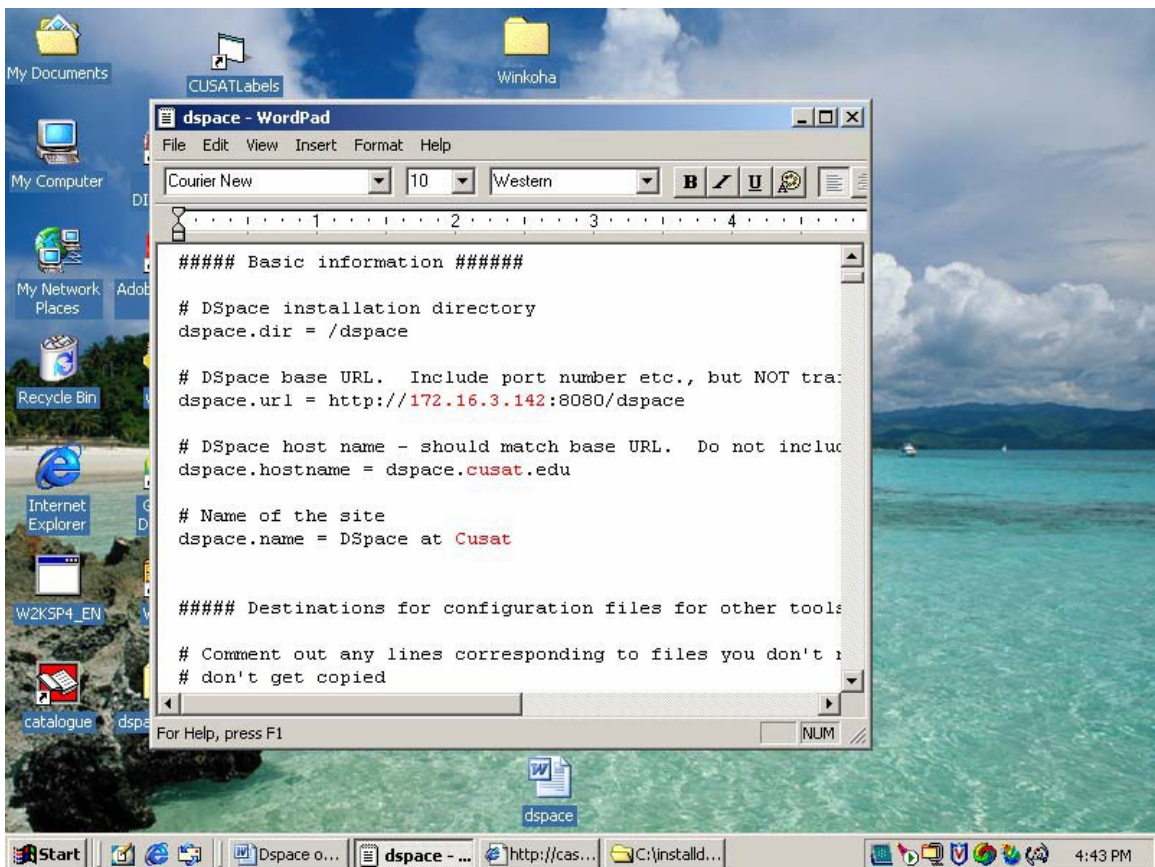 My Documents
CUSATLabels
Winkoha
dspace - WordPad
File Edit View Insert Format Help
My Computer
Courier New 10 Western B I U
1 2 3 4
My Network
Places
##### Basic information ######
# DSpace installation directory
dspace.dir = /dspace
# DSpace base URL. Include port number etc., but NOT
dspace.url = http://172.16.3.142:8080/dspace
Recycle Bin
# DSpace host name - should match base URL. Do not
dspace.hostname = dspace.cusat.edu
Internet
Explorer
# Name of the site
dspace.name = DSpace at Cusat
W2KSP4_EN
##### Destinations for configuration files for other tools
# Comment out any lines corresponding to files you don't
# don't get copied
catalogue
For Help, press F1 NUM
dspace
Start Dspace o... dspace - ... http://cas... C:\installd... 4:43 PM